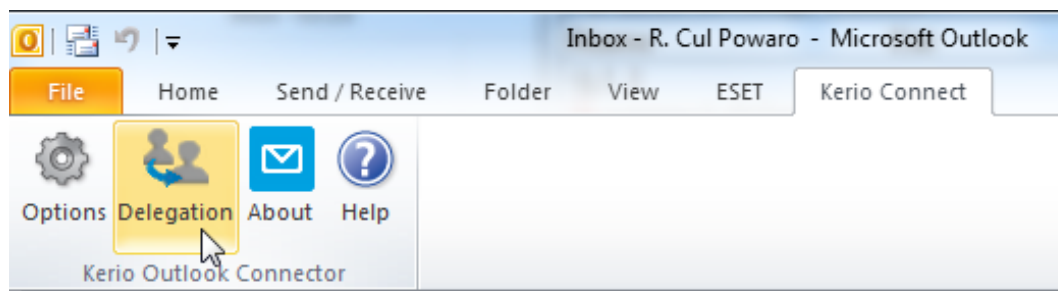 Inbox - R. Cul Powaro - Microsoft Outlook
File Home Send / Receive Folder View ESET Kerio Connect
Options Delegation About Help
Kerio Outlook Connector